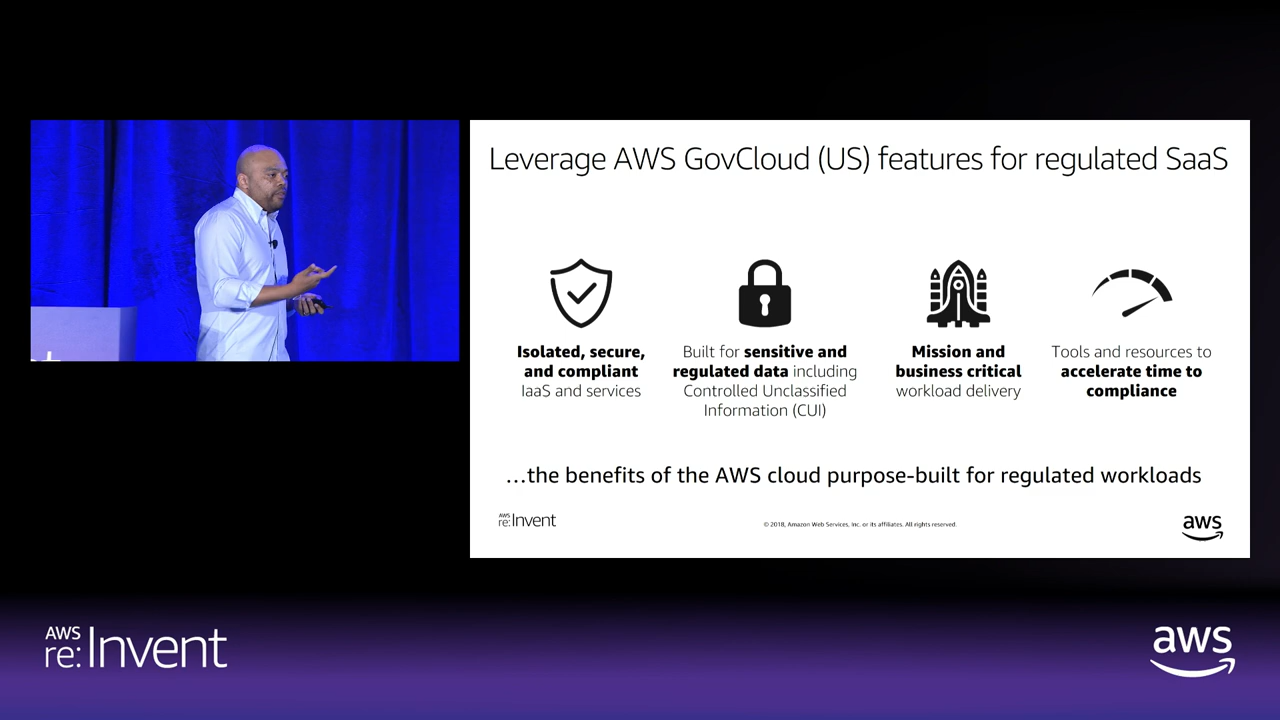 Leverage AWS GovCloud (US) features for regulated SaaS
Isolated, secure,
and compliant
IaaS and services
Built for sensitive and
regulated data including
Controlled Unclassified
Information (CUI)
Mission and
business critical
workload delivery
Tools and resources to
accelerate time to
compliance
...the benefits of the AWS cloud purpose-built for regulated workloads
AWS
re:Invent
© 2018, Amazon Web Services, Inc. or its affiliates. All rights reserved.
aws
AWS
re:Invent
aws